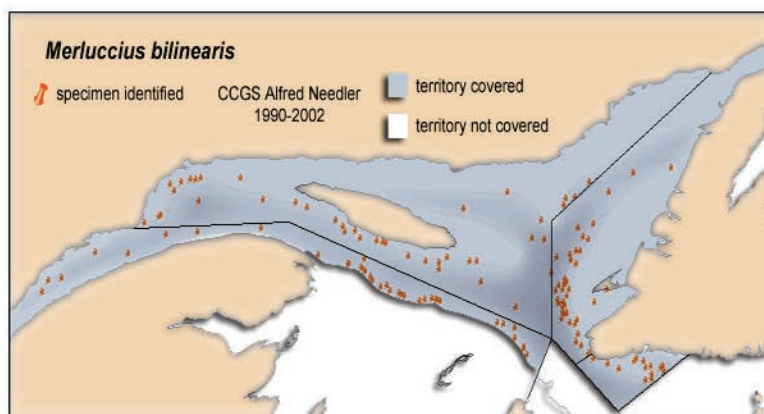 Merluccius bilinearis
specimen identified
CCGS Alfred Needler
1990-2002
territory covered
territory not covered